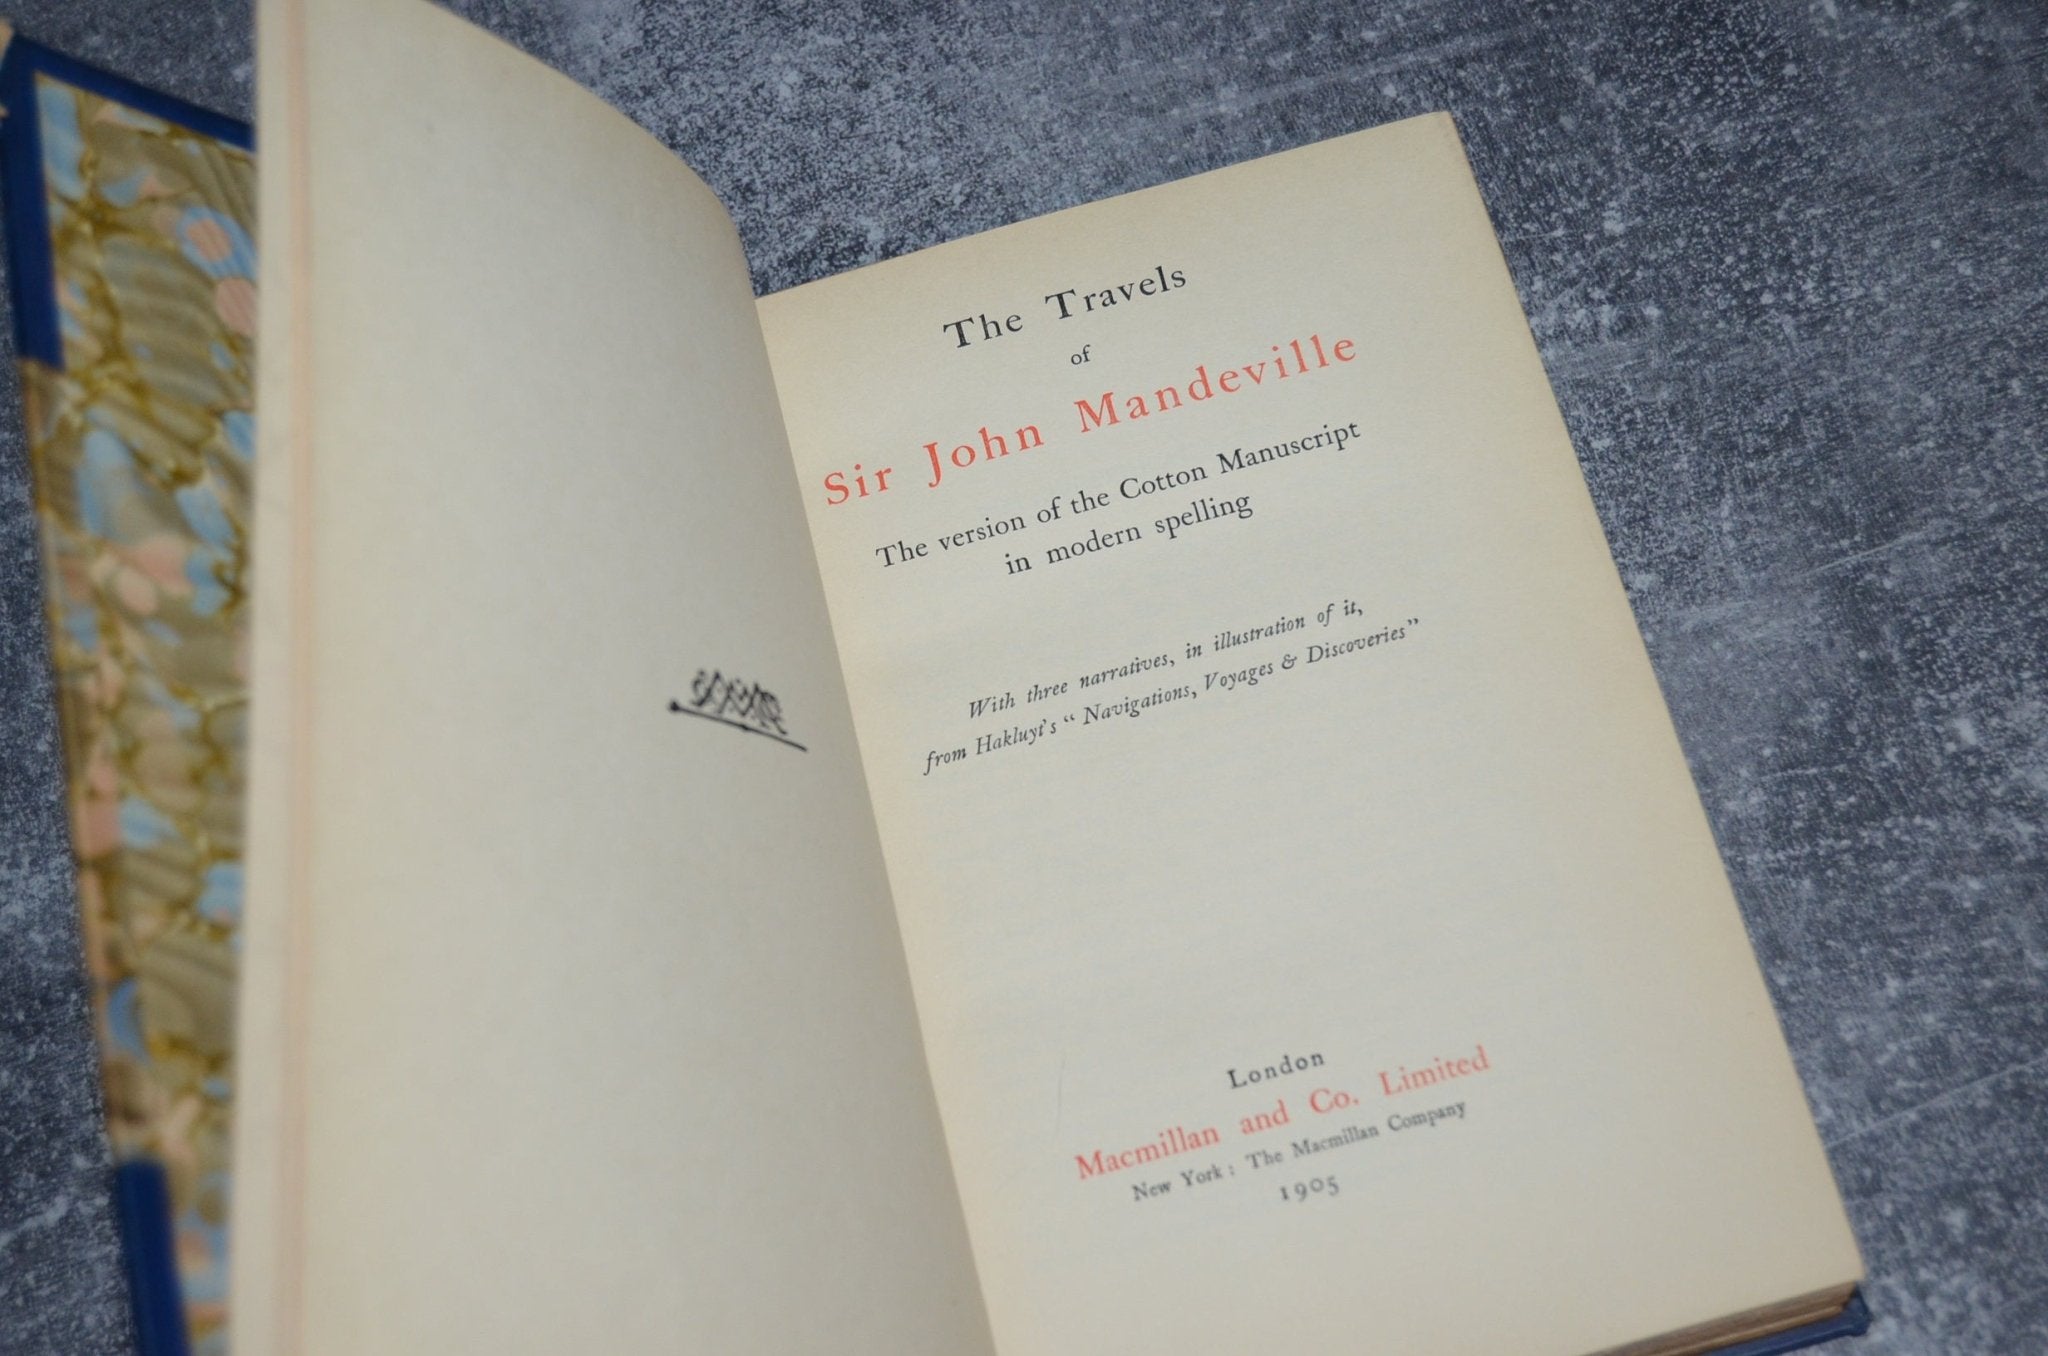 The Travels
of
Sir John Mandeville
The version of the Cotton Manuscript
in modern spelling
With three narratives, in illustration of it,
from Hakluyt's “ Navigations, Voyages & Discoveries”
London
Macmillan and Co. Limited
New York : The Macmillan Company
1905